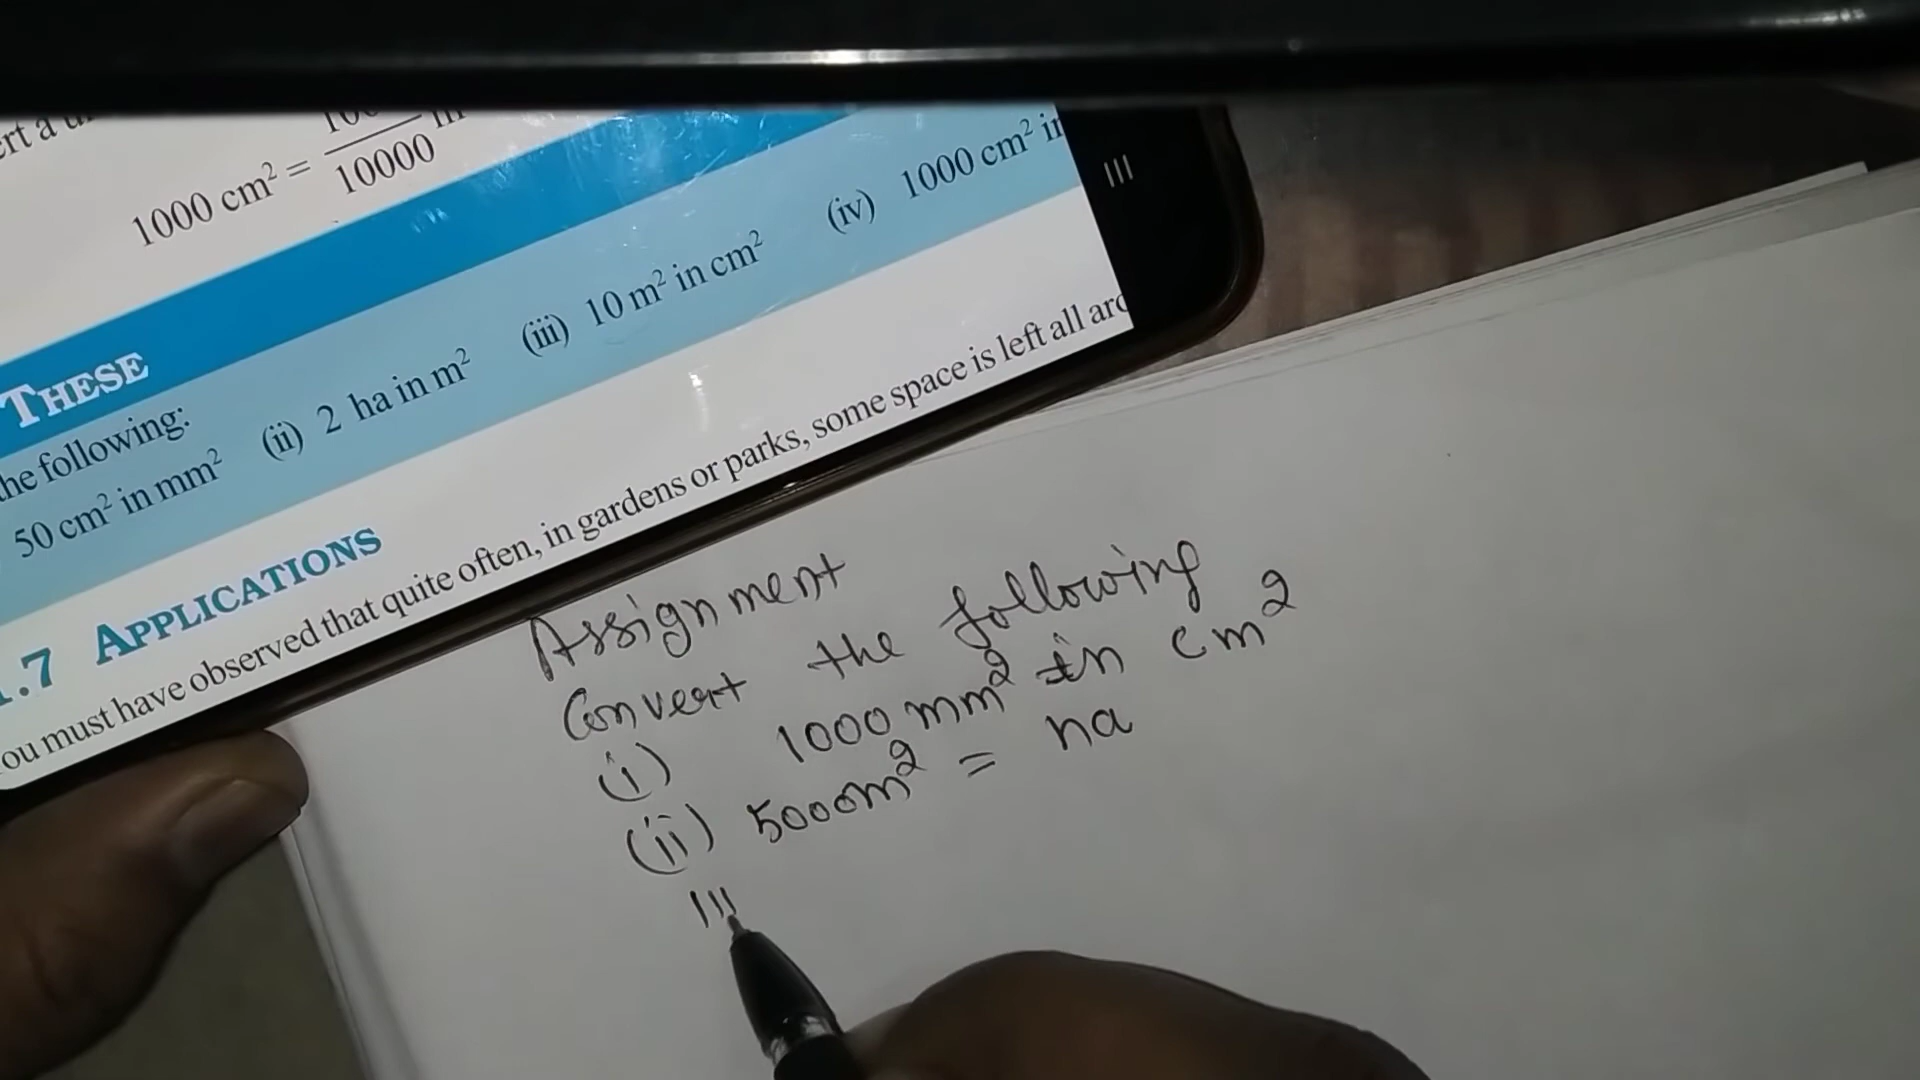 1000 cm² = 10000
THESE
the following:
50 cm² in mm² (ii) 2 ha in m² (iii) 10 m² in cm² (iv) 1000 cm² in
.7 APPLICATIONS
ou must have observed that quite often, in gardens or parks, some space is left all
Assignment
Convert the following
(i) 1000 mm² in cm²
(ii) 5000m² = ha
III